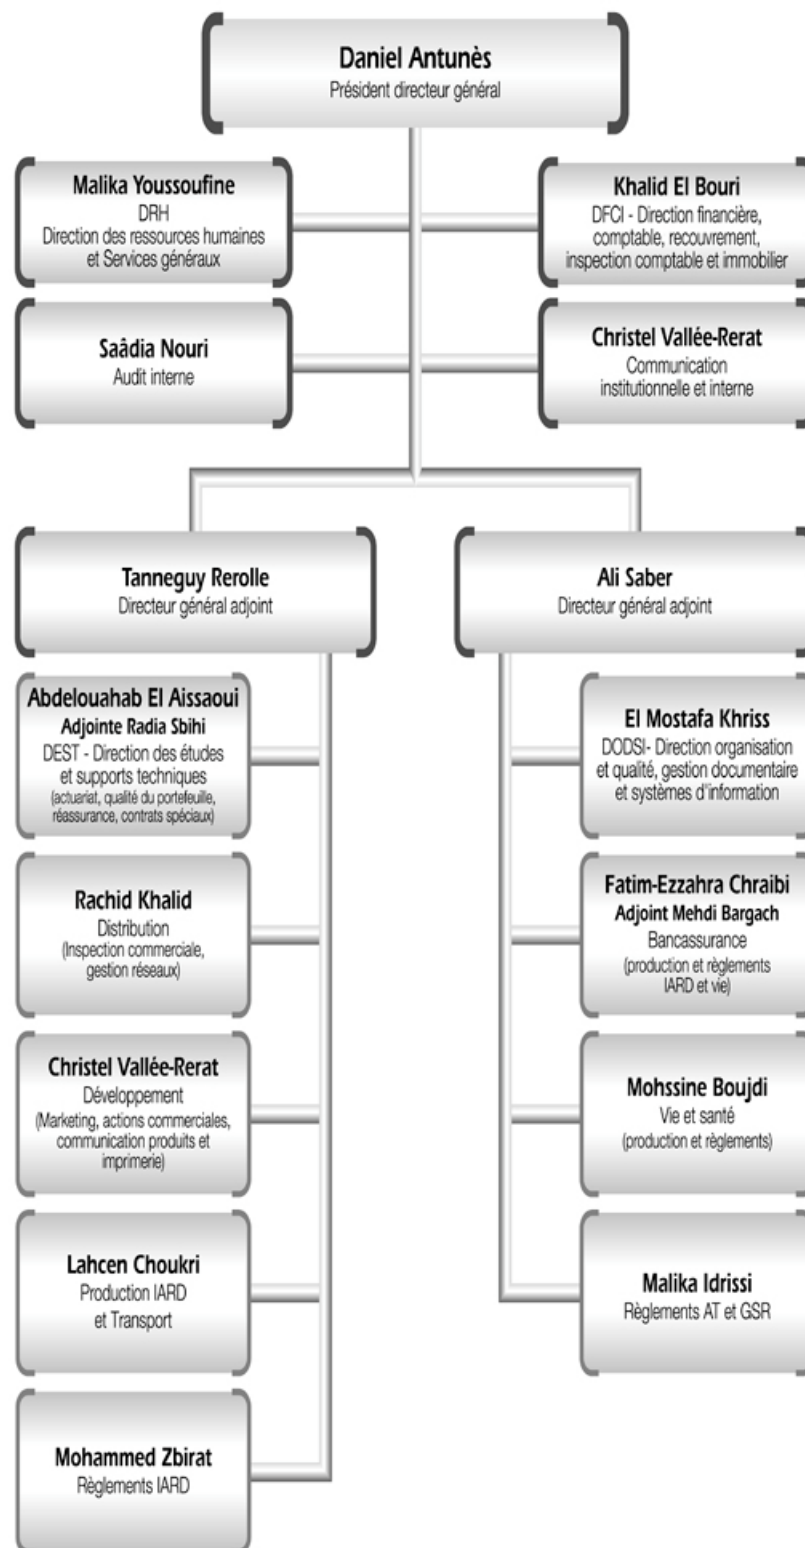 Daniel Antunès
Président directeur général
Malika Youssoufine
DRH
Direction des ressources humaines
et Services généraux
Khalid El Bouri
DFCI - Direction financière,
comptable, recouvrement,
inspection comptable et immobilier
Saâdia Nouri
Audit interne
Christel Vallée-Rerat
Communication
institutionnelle et interne
Tanneguy Rerolle
Directeur général adjoint
Ali Saber
Directeur général adjoint
Abdelouahab El Aissaoui
Adjointe Radia Sbihi
DEST - Direction des études
et supports techniques
(actuariat, qualité du portefeuille,
réassurance, contrats spéciaux)
Rachid Khalid
Distribution
(Inspection commerciale,
gestion réseaux)
Christel Vallée-Rerat
Développement
(Marketing, actions commerciales,
communication produits et
imprimerie)
Lahcen Choukri
Production IARD
et Transport
Mohammed Zbirat
Règlements IARD
El Mostafa Khriss
DODSI- Direction organisation
et qualité, gestion documentaire
et systèmes d'information
Fatim-Ezzahra Chraibi
Adjoint Mehdi Bargach
Bancassurance
(production et règlements
IARD et vie)
Mohssine Boujdi
Vie et santé
(production et règlements)
Malika Idrissi
Règlements AT et GSR